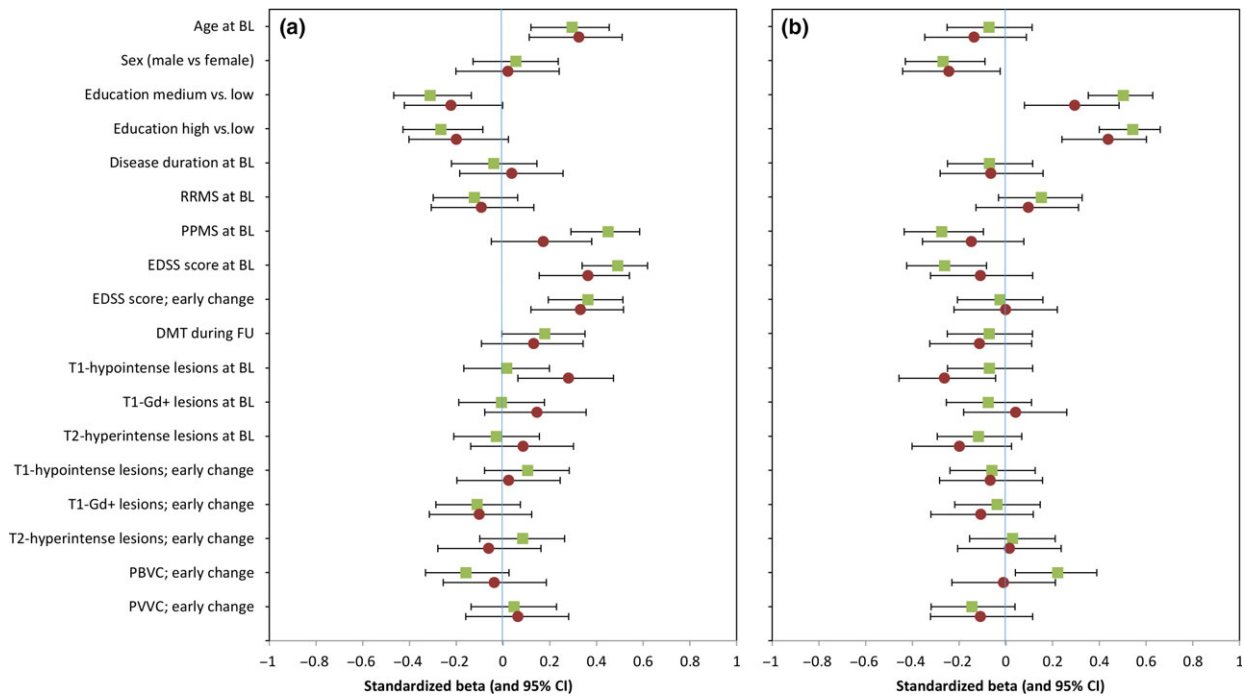 (a)
(b)
Age at BL
Sex (male vs female)
Education medium vs. low
Education high vs.low
Disease duration at BL
RRMS at BL
PPMS at BL
EDSS score at BL
EDSS score; early change
DMT during FU
T1-hypointense lesions at BL
T1-Gd+ lesions at BL
T2-hyperintense lesions at BL
T1-hypointense lesions; early change
T1-Gd+ lesions; early change
T2-hyperintense lesions; early change
PBVC; early change
PVVC; early change
−1 −0.8 −0.6 −0.4 −0.2 0 0.2 0.4 0.6 0.8 1
−1 −0.8 −0.6 −0.4 −0.2 0 0.2 0.4 0.6 0.8 1
Standardized beta (and 95% CI)
Standardized beta (and 95% CI)